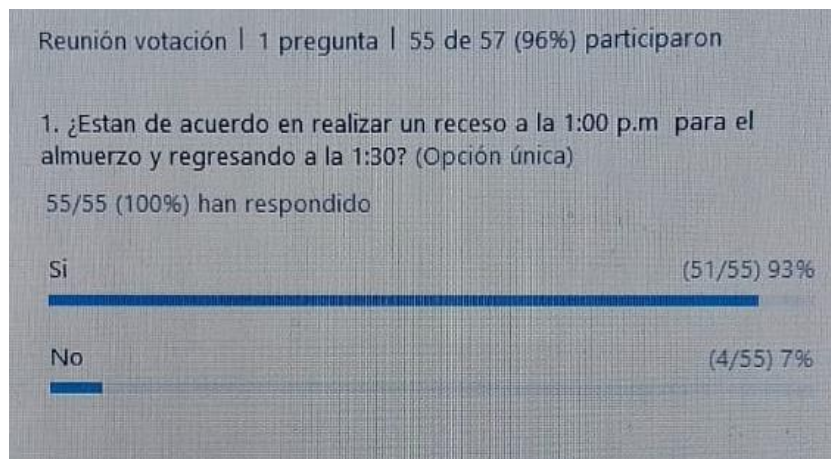 Reunión votación | 1 pregunta | 55 de 57 (96%) participaron
1. ¿Estan de acuerdo en realizar un receso a la 1:00 p.m para el
almuerzo y regresando a la 1:30? (Opción única)
55/55 (100%) han respondido
Si (51/55) 93%
No (4/55) 7%